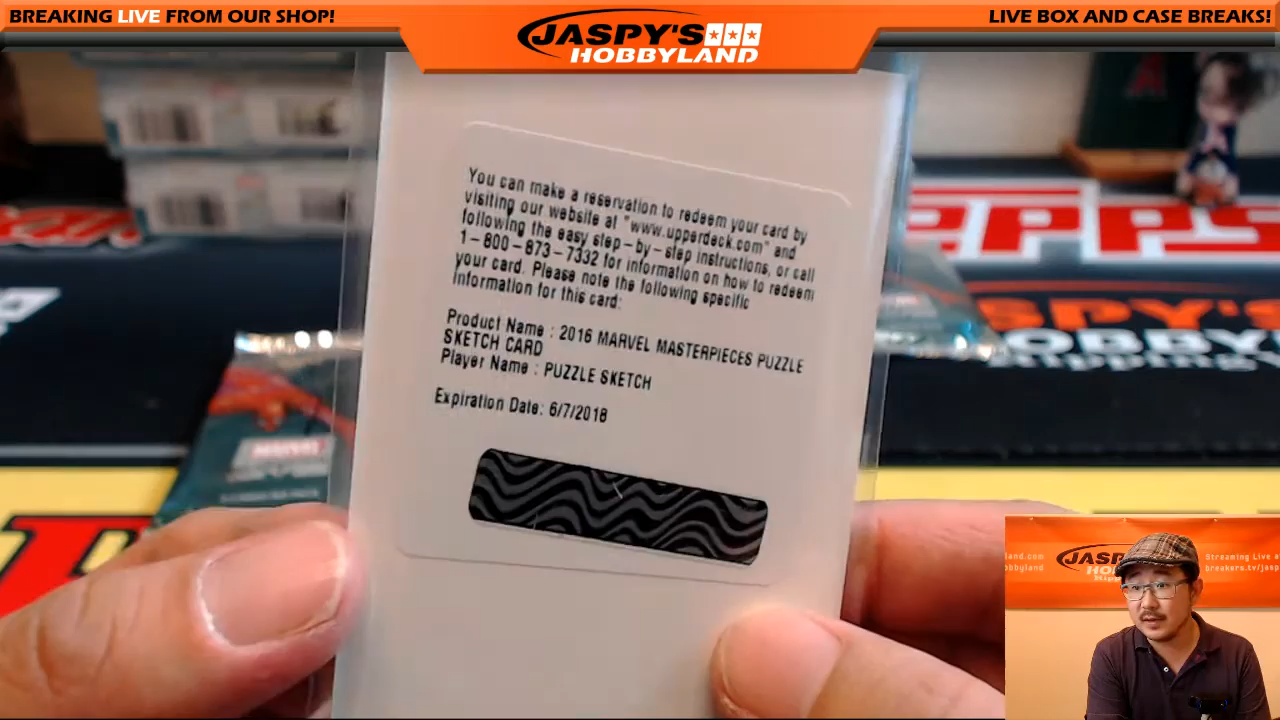 BREAKING LIVE FROM OUR SHOP!
JASPY'S
HOBBYLAND
LIVE BOX AND CASE BREAKS!
You can make a reservation to redeem your card by
visiting our website at "www.upperdeck.com" and
following the easy step-by-step instructions, or call
1-800-873-7332 for information on how to redeem
your card. Please note the following specific
information for this card:
Product Name : 2016 MARVEL MASTERPIECES PUZZLE
SKETCH CARD
Player Name : PUZZLE SKETCH
Expiration Date: 6/7/2018
MARVEL
Streaming Live a